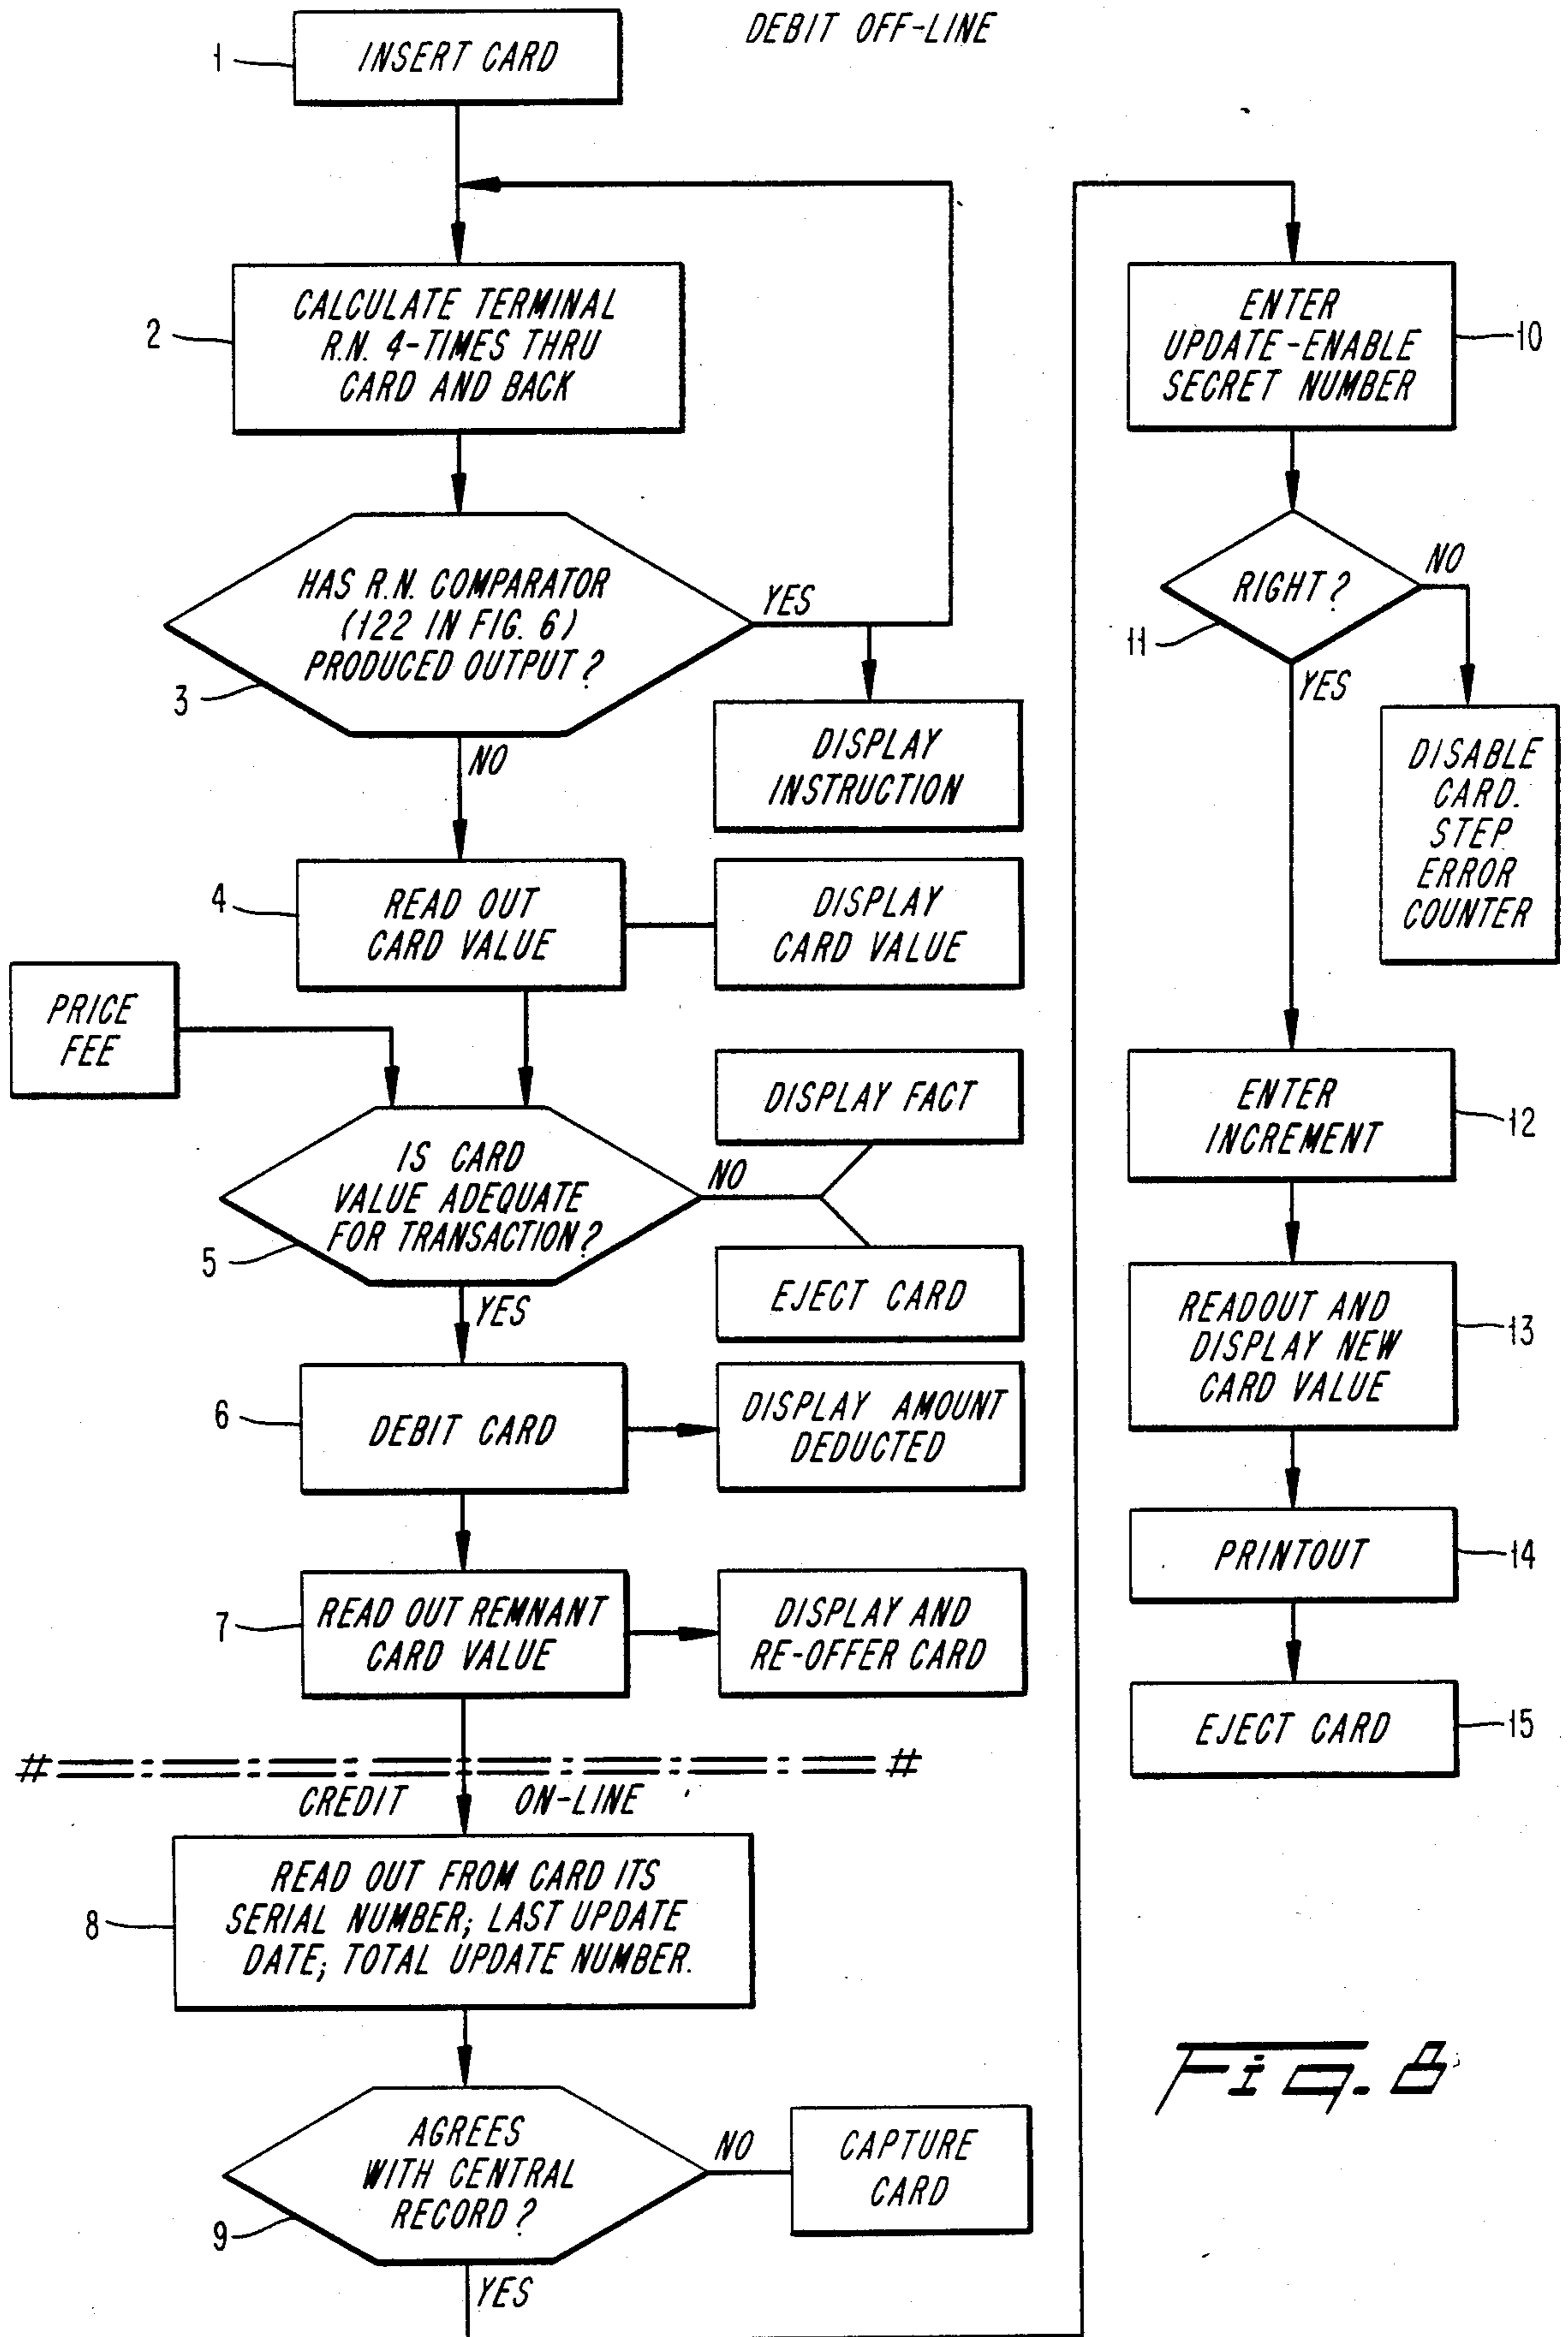 DEBIT OFF-LINE
1
INSERT CARD
2
CALCULATE TERMINAL
R.N. 4-TIMES THRU
CARD AND BACK
HAS R.N. COMPARATOR
(122 IN FIG. 6)
PRODUCED OUTPUT?
3
YES
NO
DISPLAY
INSTRUCTION
4
READ OUT
CARD VALUE
DISPLAY
CARD VALUE
PRICE
FEE
IS CARD
VALUE ADEQUATE
FOR TRANSACTION?
5
NO
DISPLAY FACT
EJECT CARD
YES
6
DEBIT CARD
DISPLAY AMOUNT
DEDUCTED
7
READ OUT REMNANT
CARD VALUE
DISPLAY AND
RE-OFFER CARD
# #
CREDIT ON-LINE
8
READ OUT FROM CARD ITS
SERIAL NUMBER; LAST UPDATE
DATE; TOTAL UPDATE NUMBER.
AGREES
WITH CENTRAL
RECORD?
9
NO
CAPTURE
CARD
YES
ENTER
UPDATE-ENABLE
SECRET NUMBER
10
RIGHT?
11
NO
YES
DISABLE
CARD.
STEP
ERROR
COUNTER
ENTER
INCREMENT
12
READOUT AND
DISPLAY NEW
CARD VALUE
13
PRINTOUT
14
EJECT CARD
15
Fig. 8